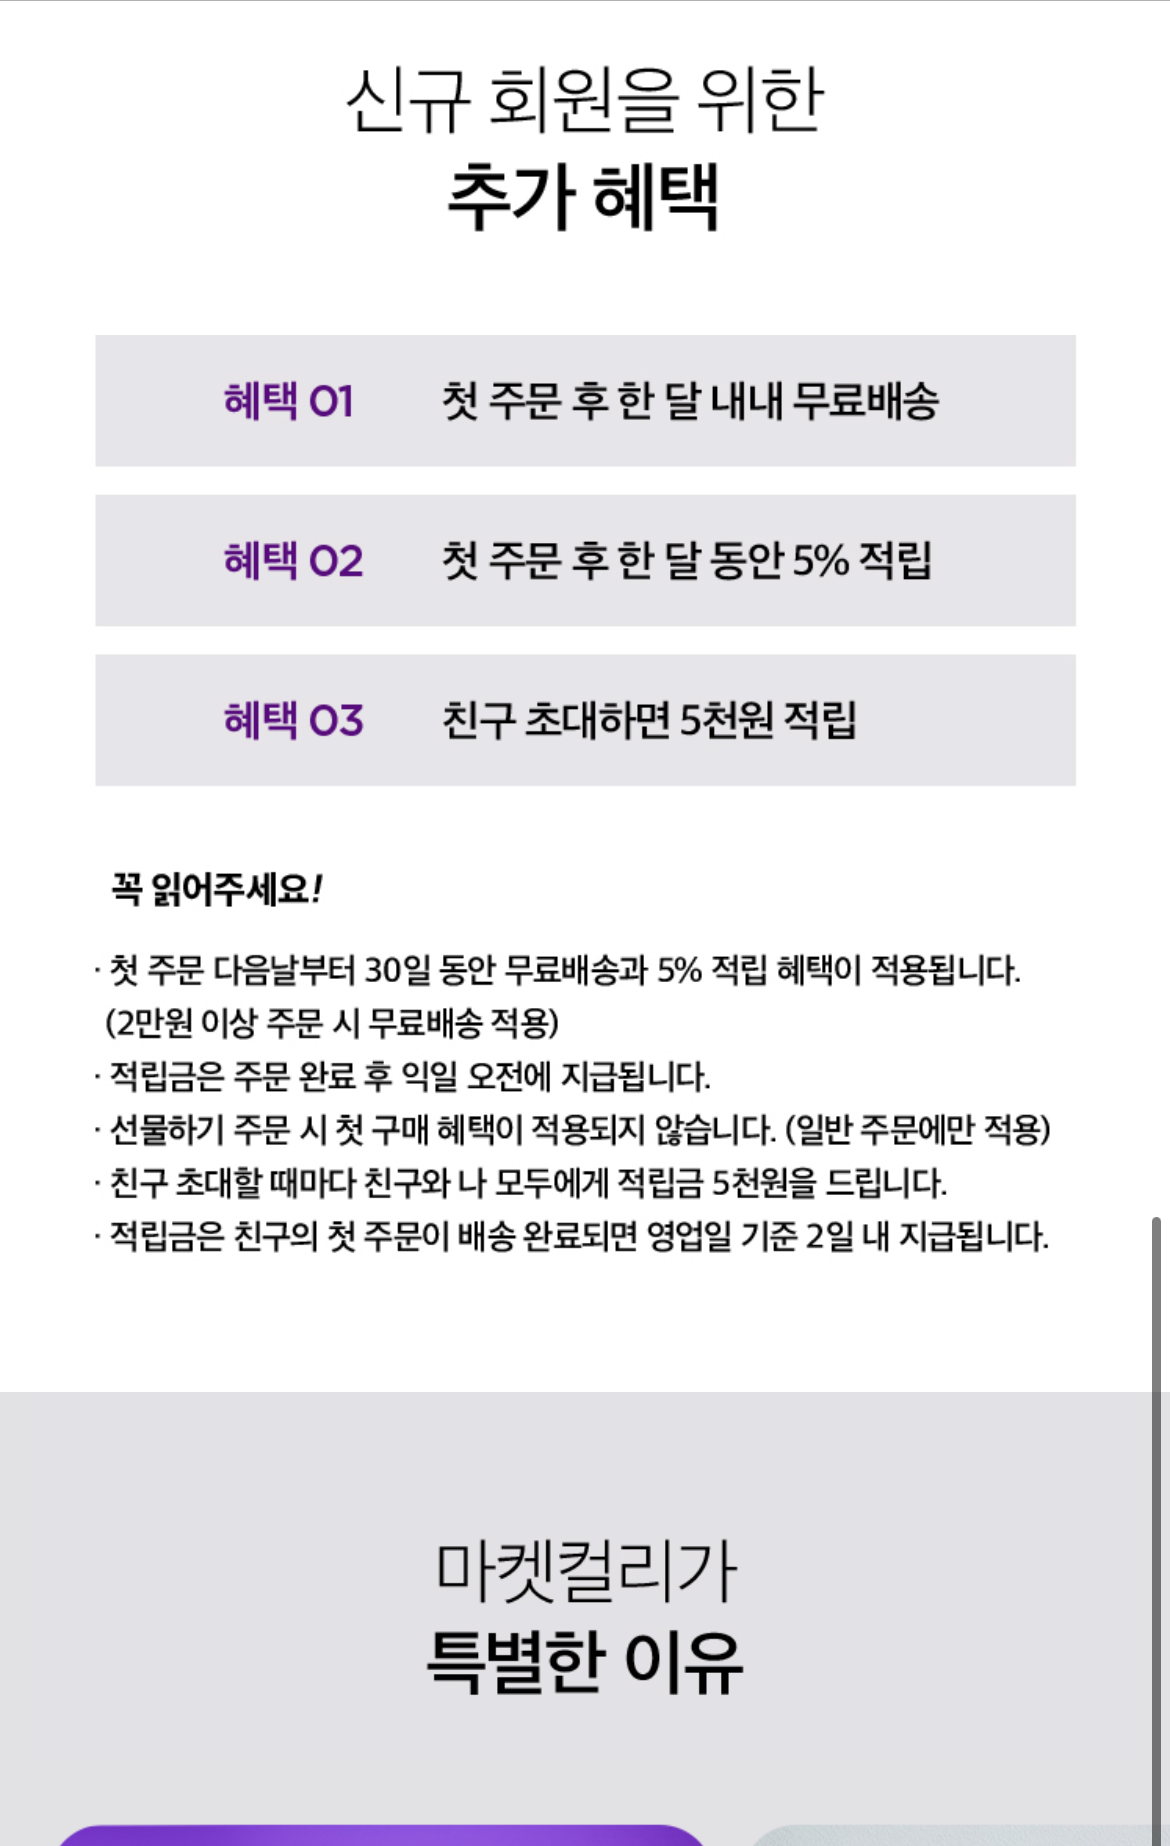 신규 회원을 위한
추가 혜택
혜택 01 첫 주문 후 한 달 내내 무료배송
혜택 02 첫 주문 후 한 달 동안 5% 적립
혜택 03 친구 초대하면 5천원 적립
꼭 읽어주세요!
· 첫 주문 다음날부터 30일 동안 무료배송과 5% 적립 혜택이 적용됩니다.
(2만원 이상 주문 시 무료배송 적용)
· 적립금은 주문 완료 후 익일 오전에 지급됩니다.
· 선물하기 주문 시 첫 구매 혜택이 적용되지 않습니다. (일반 주문에만 적용)
· 친구 초대할 때마다 친구와 나 모두에게 적립금 5천원을 드립니다.
· 적립금은 친구의 첫 주문이 배송 완료되면 영업일 기준 2일 내 지급됩니다.
마켓컬리가
특별한 이유